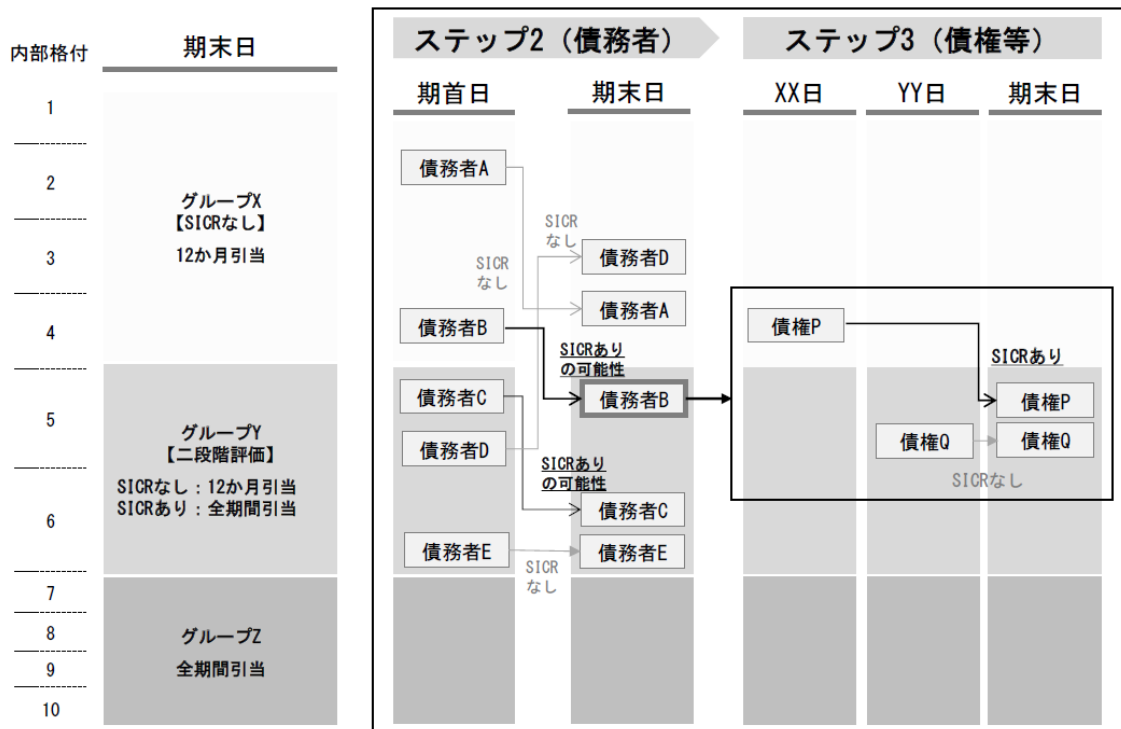 内部格付
期末日
1
2
3
4
5
6
7
8
9
10
グループX
【SICRなし】
12か月引当
グループY
【二段階評価】
SICRなし：12か月引当
SICRあり：全期間引当
グループZ
全期間引当
ステップ2（債務者）
ステップ3（債権等）
期首日
期末日
XX日
YY日
期末日
債務者A
SICR
なし
債務者D
SICR
なし
債務者A
債務者B
SICRあり
の可能性
債務者B
債務者C
債務者D
SICRあり
の可能性
債務者C
債務者E
SICR
なし
債務者E
債権P
SICRあり
債権P
債権Q
債権Q
SICRなし